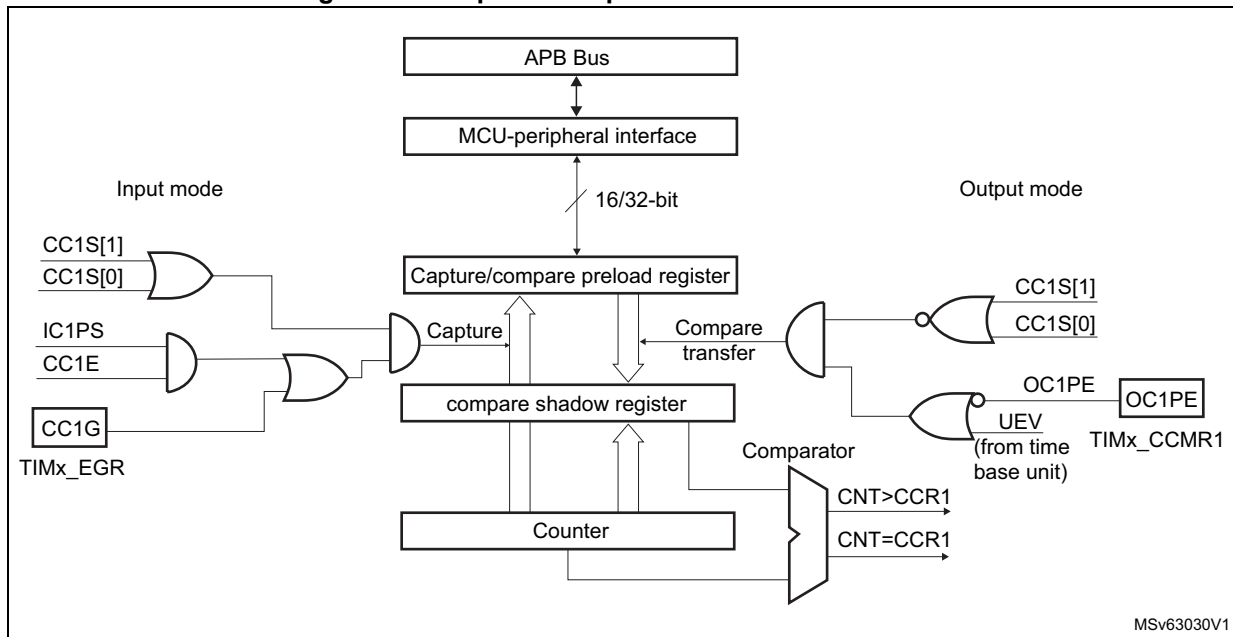 APB Bus
MCU-peripheral interface
Input mode
16/32-bit
Output mode
CC1S[1]
CC1S[0]
Capture/compare preload register
CC1S[1]
CC1S[0]
IC1PS
CC1E
Capture
Compare
transfer
CC1G
TIMx_EGR
compare shadow register
OC1PE
OC1PE
UEV
(from time
base unit)
TIMx_CCMR1
Comparator
CNT>CCR1
Counter
CNT=CCR1
MSv63030V1